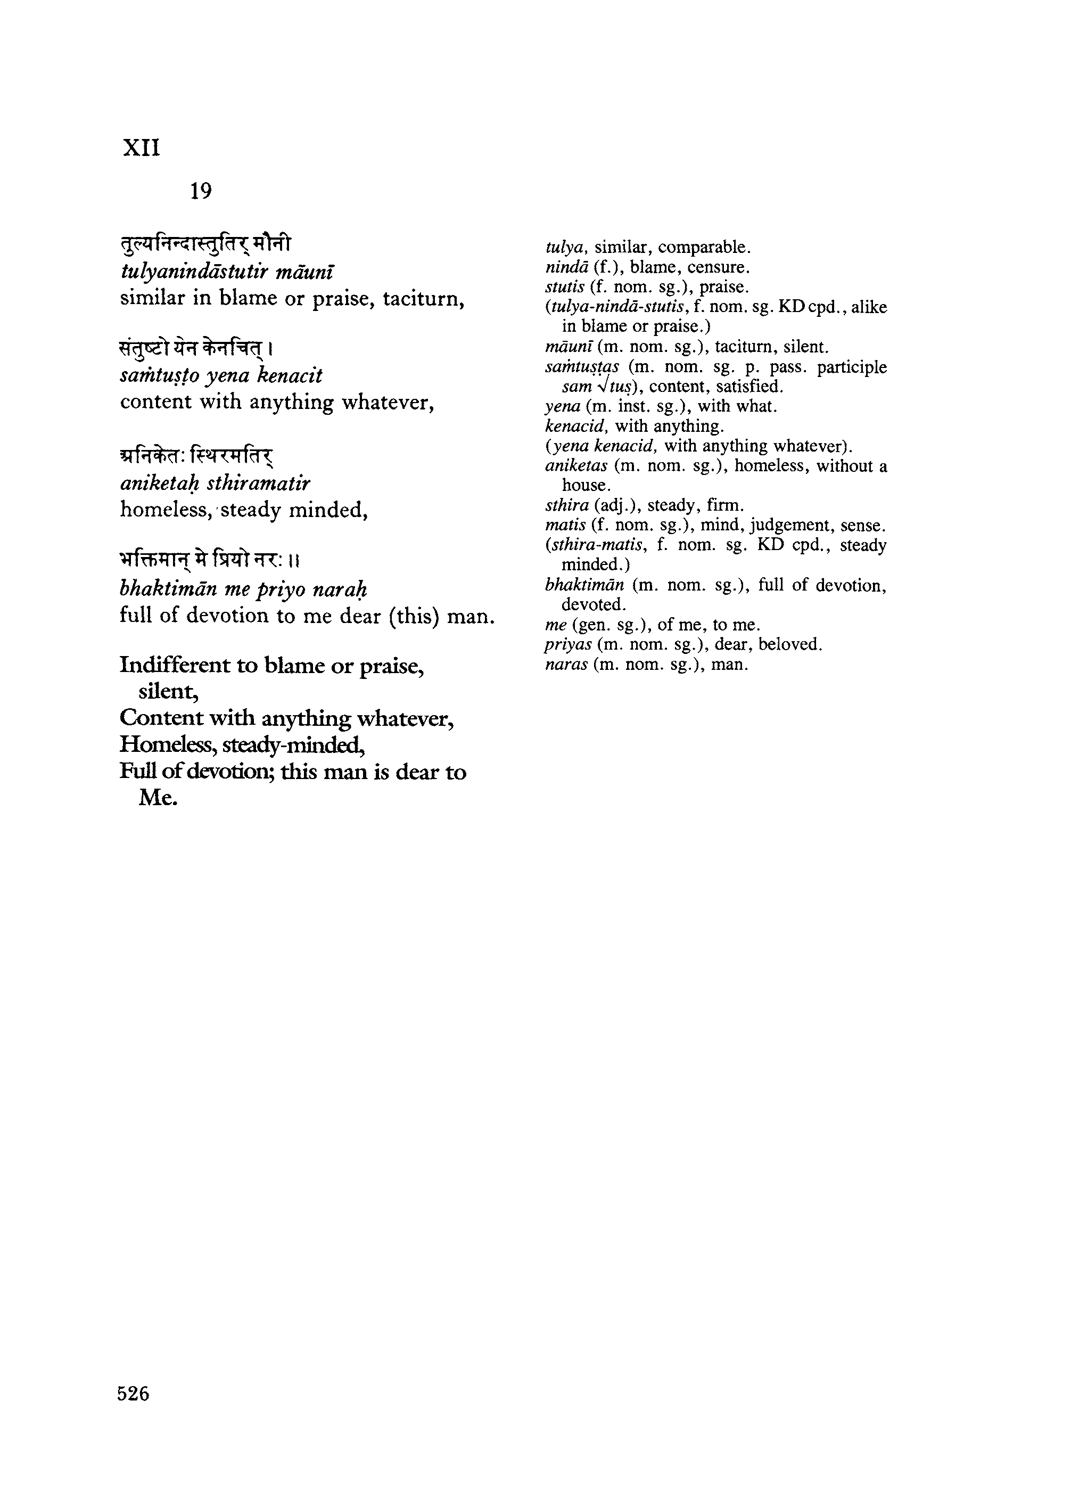 XII
19
तुल्यनिन्दास्तुतिर् मौनी
tulyanindāstutir māunī
similar in blame or praise, taciturn,
संतुष्टो येन केनचित् ।
saṁtuṣṭo yena kenacit
content with anything whatever,
अनिकेतः स्थिरमतिर्
aniketaḥ sthiramatir
homeless, steady minded,
भक्तिमान् मे प्रियो नरः ॥
bhaktimān me priyo naraḥ
full of devotion to me dear (this) man.
Indifferent to blame or praise,
silent,
Content with anything whatever,
Homeless, steady-minded,
Full of devotion; this man is dear to
Me.
tulya, similar, comparable.
nindā (f.), blame, censure.
stutis (f. nom. sg.), praise.
(tulya-nindā-stutis, f. nom. sg. KD cpd., alike
in blame or praise.)
māunī (m. nom. sg.), taciturn, silent.
saṁtuṣṭas (m. nom. sg. p. pass. participle
sam √tuṣ), content, satisfied.
yena (m. inst. sg.), with what.
kenacid, with anything.
(yena kenacid, with anything whatever).
aniketas (m. nom. sg.), homeless, without a
house.
sthira (adj.), steady, firm.
matis (f. nom. sg.), mind, judgement, sense.
(sthira-matis, f. nom. sg. KD cpd., steady
minded.)
bhaktimān (m. nom. sg.), full of devotion,
devoted.
me (gen. sg.), of me, to me.
priyas (m. nom. sg.), dear, beloved.
naras (m. nom. sg.), man.
526